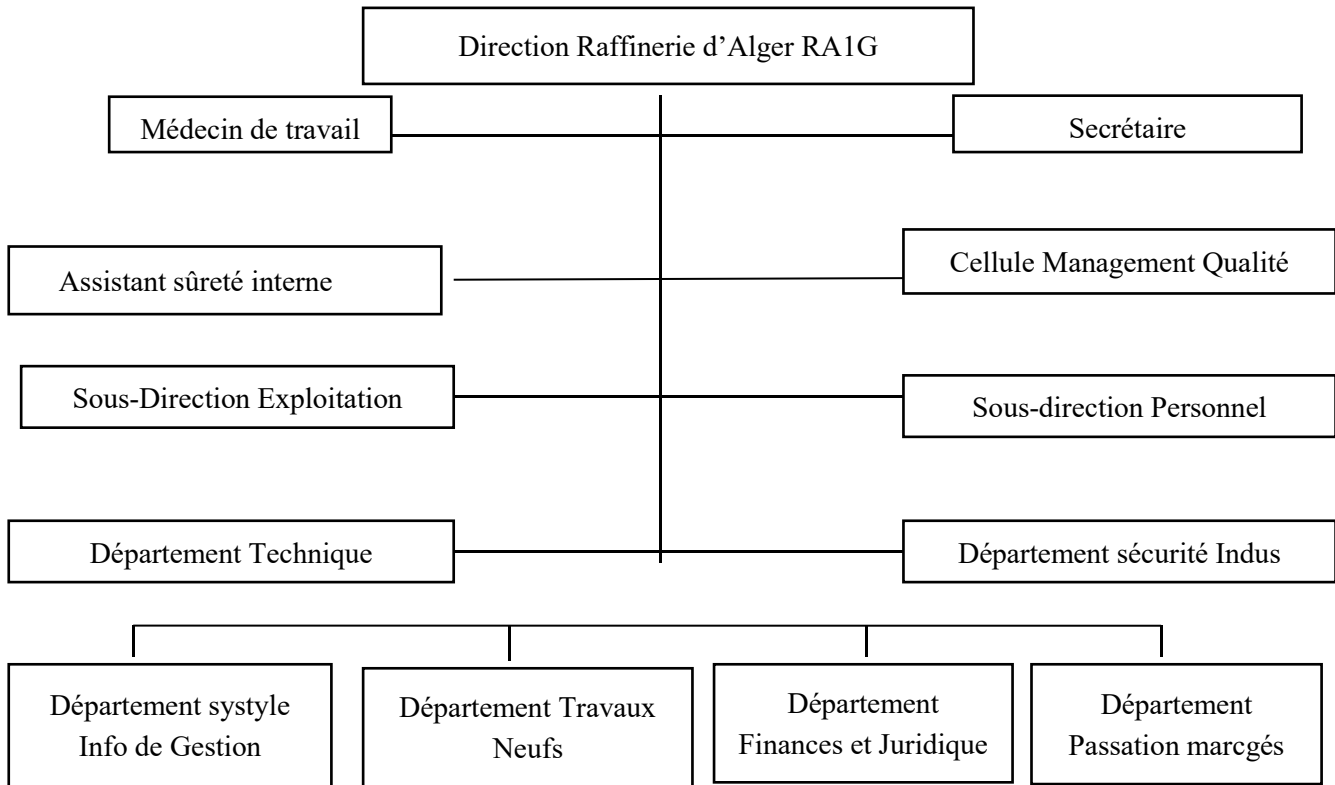 Direction Raffinerie d’Alger RA1G
Médecin de travail
Secrétaire
Assistant sûreté interne
Cellule Management Qualité
Sous-Direction Exploitation
Sous-direction Personnel
Département Technique
Département sécurité Indus
Département systyle
Info de Gestion
Département Travaux
Neufs
Département
Finances et Juridique
Département
Passation marcgés